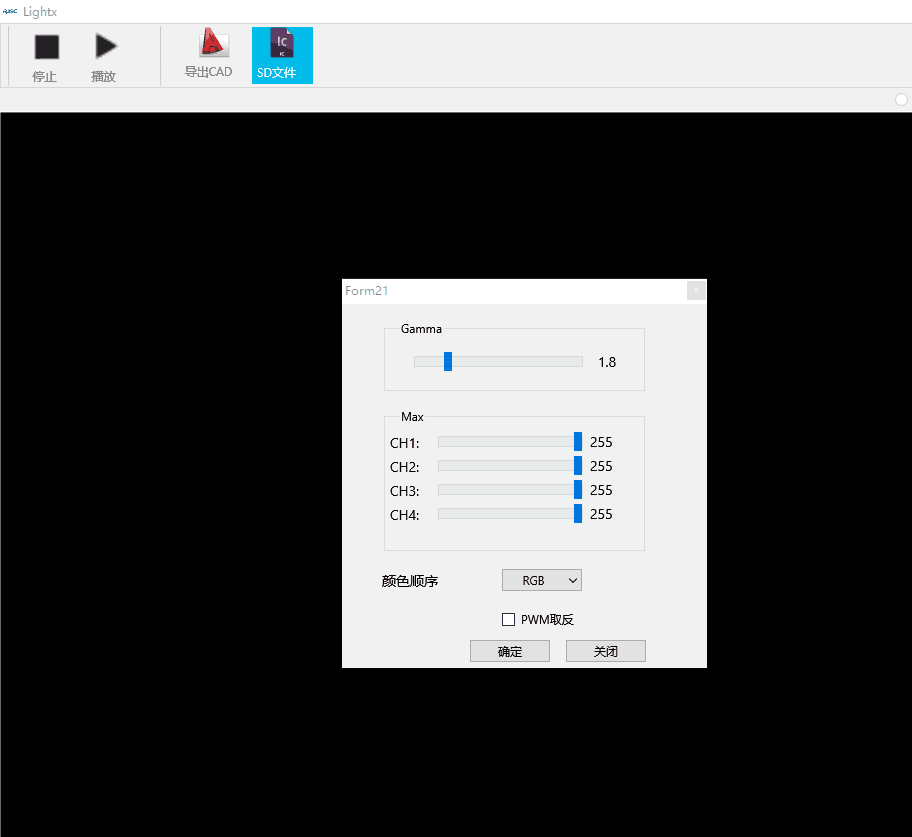 Lightx
停止
播放
导出CAD
IC
IC
SD文件
Form21
x
Gamma
1.8
Max
CH1: 255
CH2: 255
CH3: 255
CH4: 255
颜色顺序 RGB
PWM取反
确定 关闭